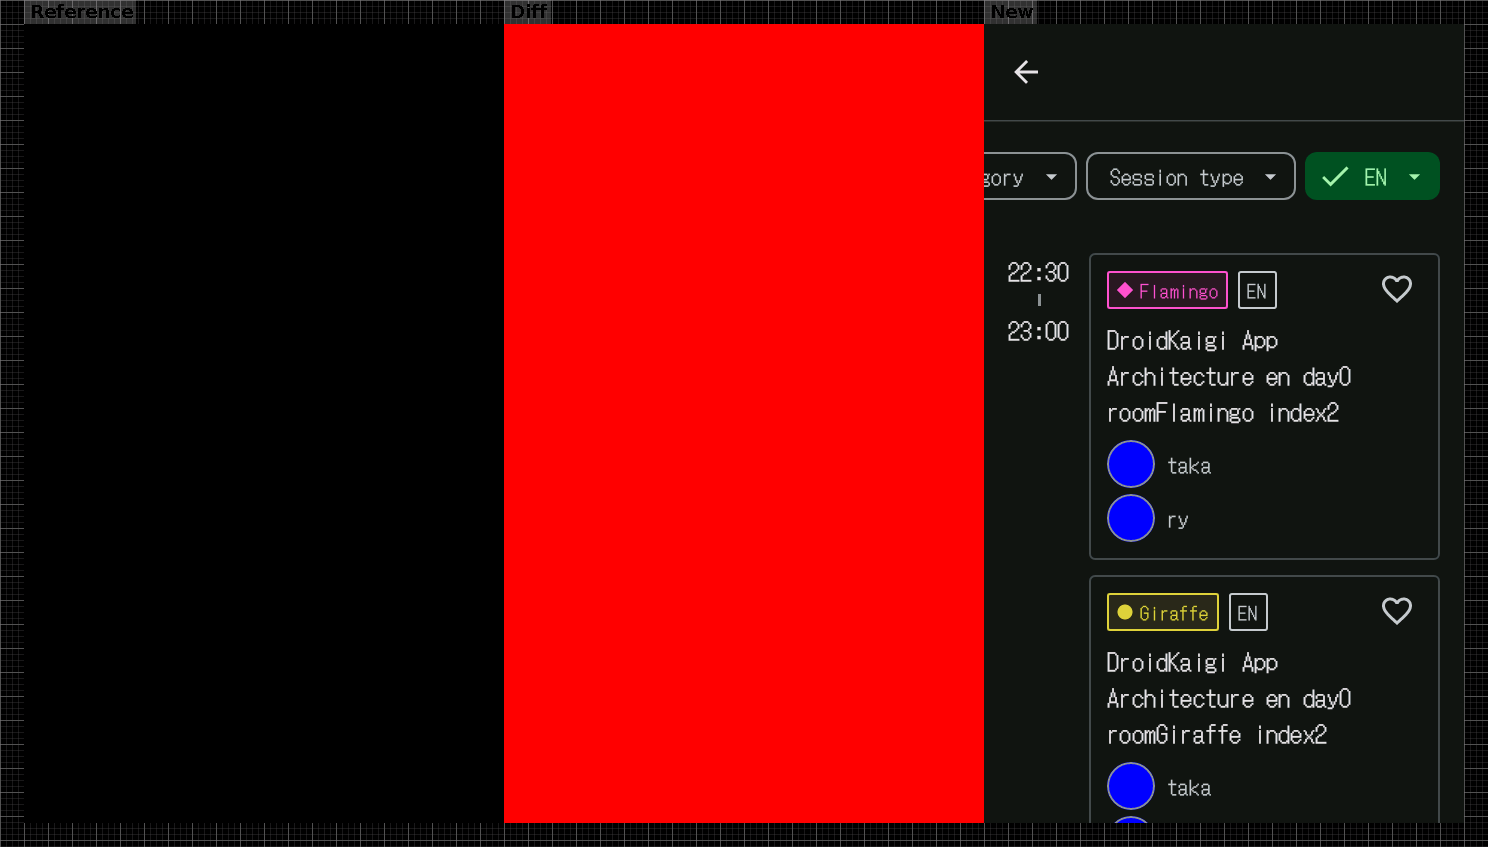 Reference
Diff
New
gory
Session type
EN
22:30
23:00
Flamingo
EN
DroidKaigi App
Architecture en day0
roomFlamingo index2
taka
ry
Giraffe
EN
DroidKaigi App
Architecture en day0
roomGiraffe index2
taka